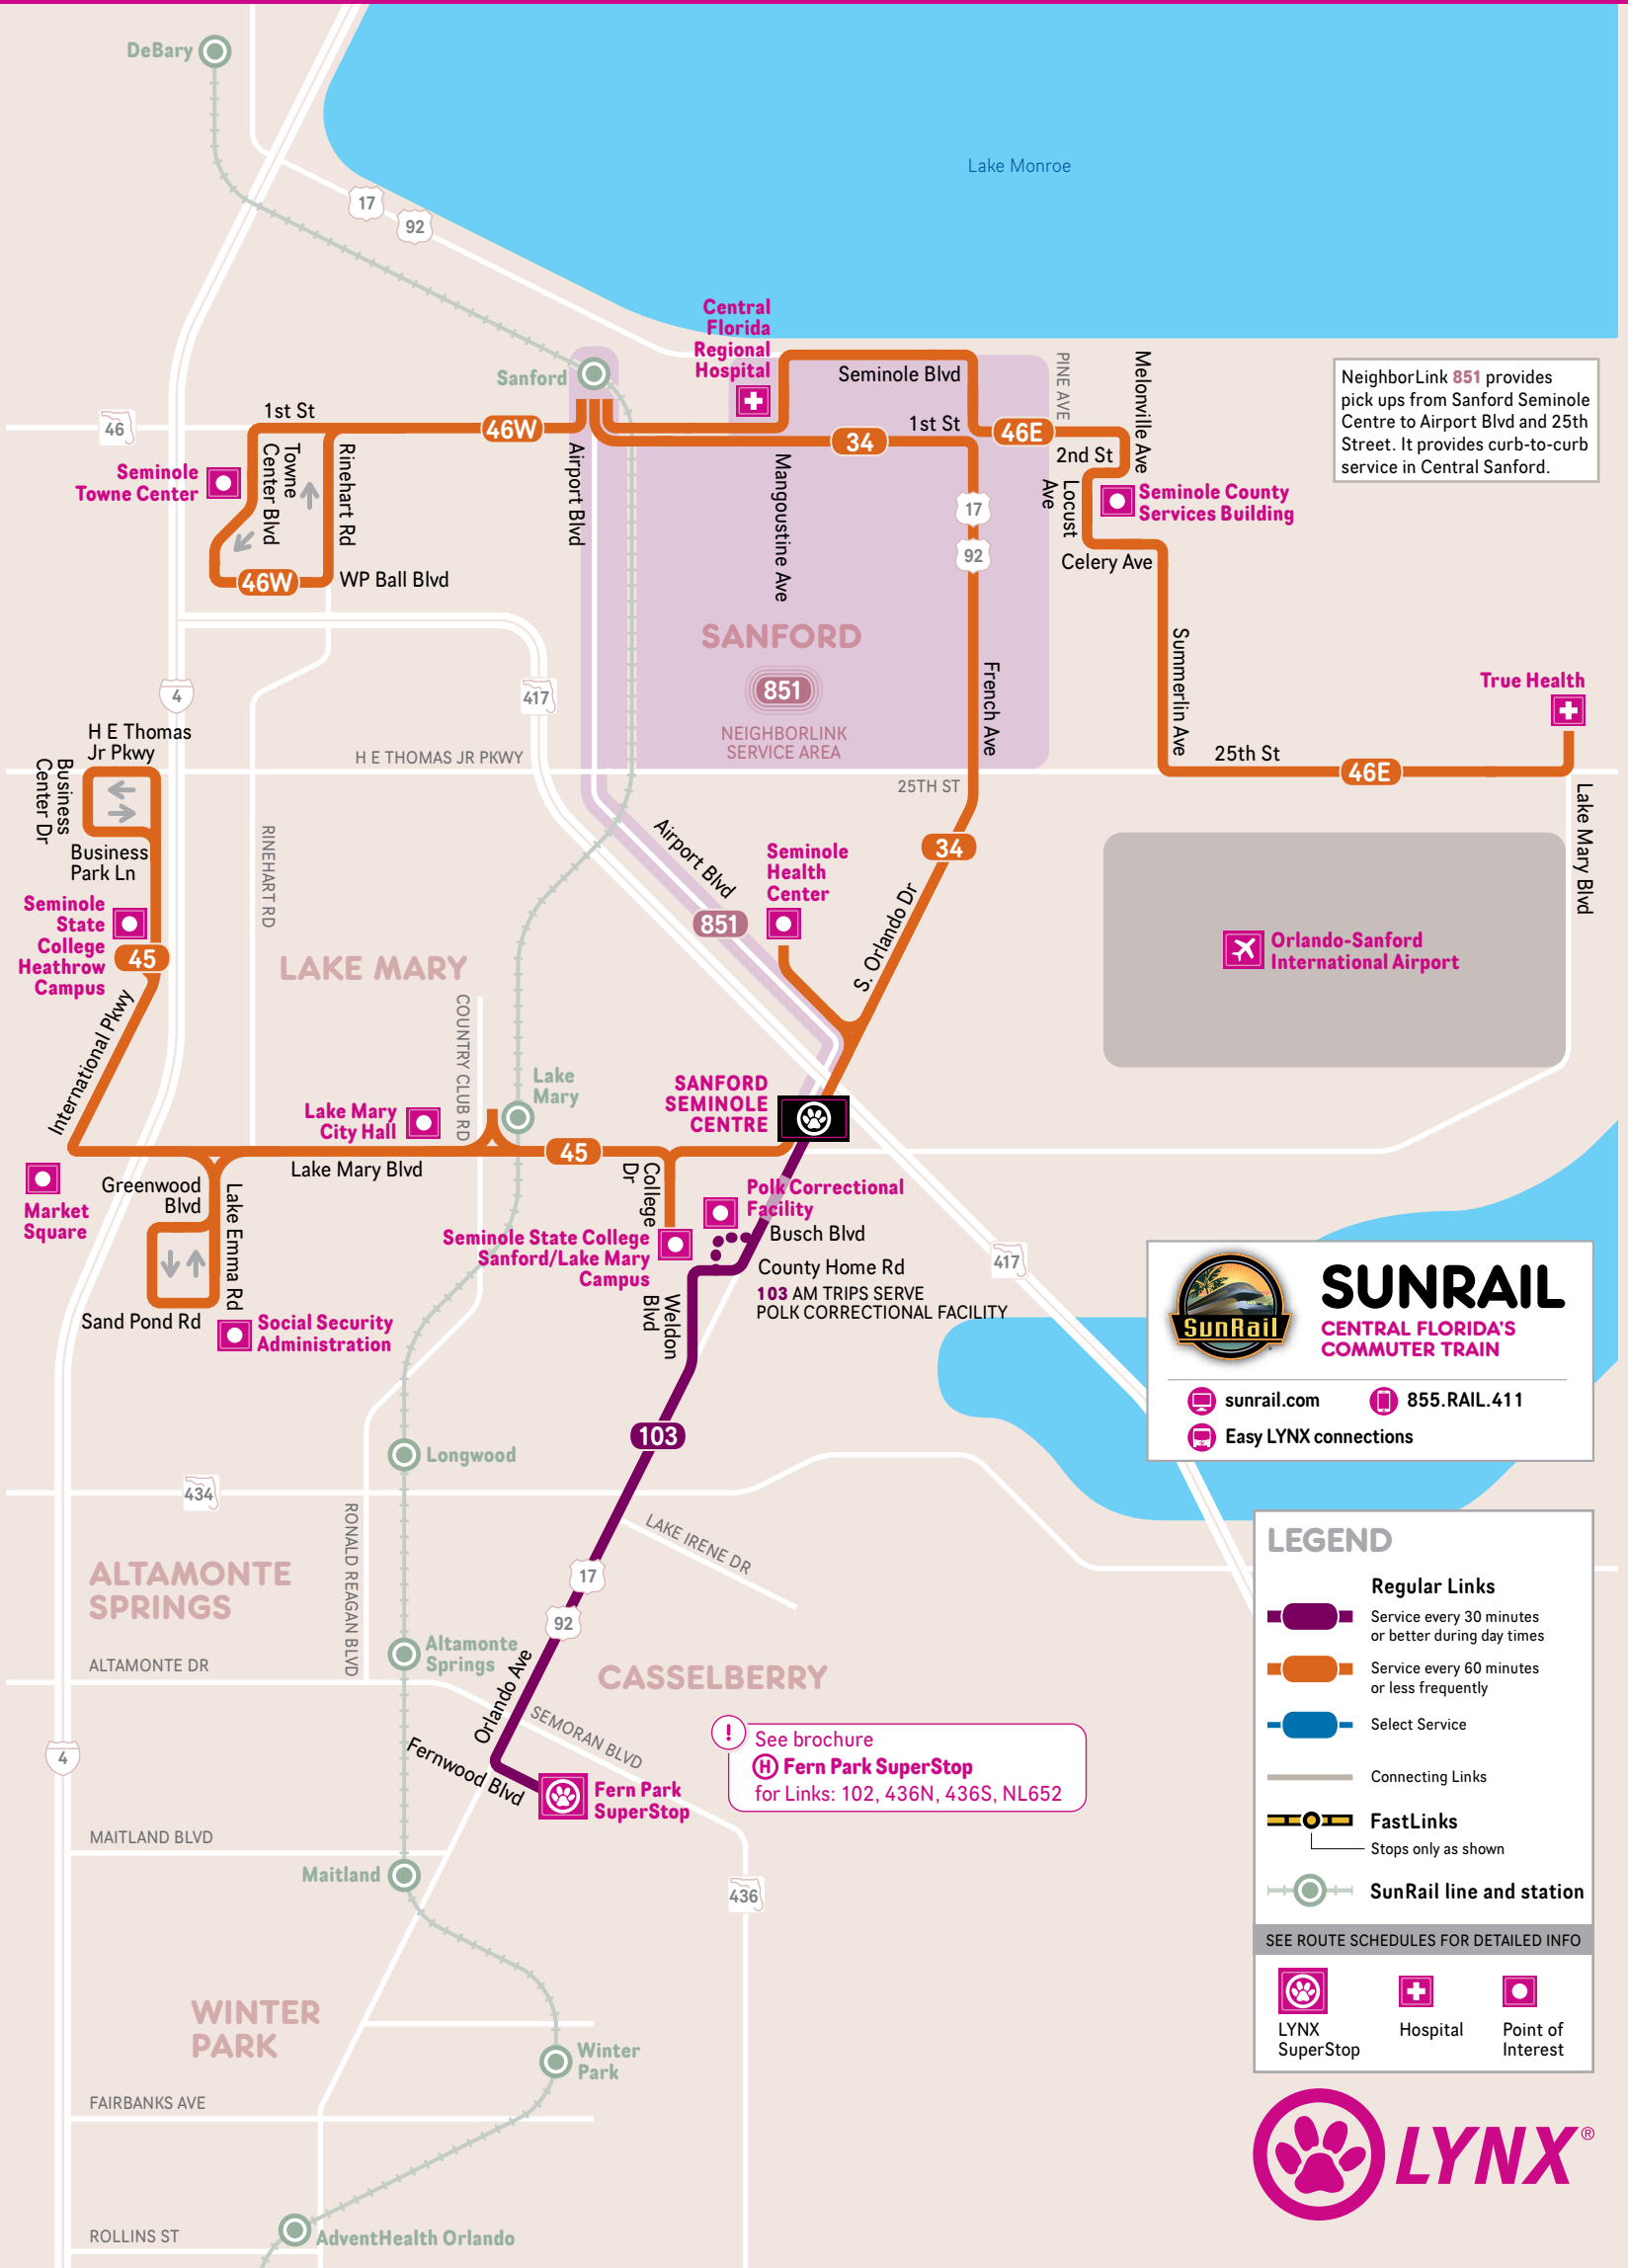 DeBary
Lake Monroe
17
92
Central
Florida
Regional
Hospital
Sanford
Seminole Blvd
PINE AVE
Melonville Ave
NeighborLink 851 provides
pick ups from Sanford Seminole
Centre to Airport Blvd and 25th
Street. It provides curb-to-curb
service in Central Sanford.
46
1st St
46W
1st St
34
46E
2nd St
Seminole
Towne Center
Towne
Center Blvd
Rinehart Rd
Airport Blvd
Mangoustine Ave
17
92
Locust
Ave
Seminole County
Services Building
Celery Ave
46W
WP Ball Blvd
SANFORD
851
NEIGHBORLINK
SERVICE AREA
French Ave
Summerlin Ave
True Health
4
417
H E Thomas
Jr Pkwy
H E THOMAS JR PKWY
25TH ST
25th St
46E
Business
Center Dr
Business
Park Ln
RINEHART RD
Airport Blvd
851
Seminole
Health
Center
34
S. Orlando Dr
Lake Mary Blvd
Seminole
State
College
Heathrow
Campus
45
LAKE MARY
Orlando-Sanford
International Airport
International Pkwy
COUNTRY CLUB RD
Lake
Mary
SANFORD
SEMINOLE
CENTRE
Lake Mary
City Hall
45
Lake Mary Blvd
Market
Square
Greenwood
Blvd
Lake Emma Rd
College
Dr
Polk Correctional
Facility
Busch Blvd
Seminole State College
Sanford/Lake Mary
Campus
County Home Rd
103 AM TRIPS SERVE
POLK CORRECTIONAL FACILITY
417
Weldon
Blvd
Sand Pond Rd
Social Security
Administration
SunRail
SUNRAIL
CENTRAL FLORIDA'S
COMMUTER TRAIN
sunrail.com
855.RAIL.411
Easy LYNX connections
103
Longwood
434
RONALD REAGAN BLVD
LAKE IRENE DR
17
92
ALTAMONTE
SPRINGS
Altamonte
Springs
ALTAMONTE DR
CASSELBERRY
Orlando Ave
SEMORAN BLVD
Fernwood Blvd
4
Fern Park
SuperStop
!
See brochure
H Fern Park SuperStop
for Links: 102, 436N, 436S, NL652
MAITLAND BLVD
Maitland
436
LEGEND
Regular Links
Service every 30 minutes
or better during day times
Service every 60 minutes
or less frequently
Select Service
Connecting Links
FastLinks
Stops only as shown
SunRail line and station
SEE ROUTE SCHEDULES FOR DETAILED INFO
LYNX
SuperStop
Hospital
Point of
Interest
WINTER
PARK
Winter
Park
FAIRBANKS AVE
ROLLINS ST
AdventHealth Orlando
LYNX®